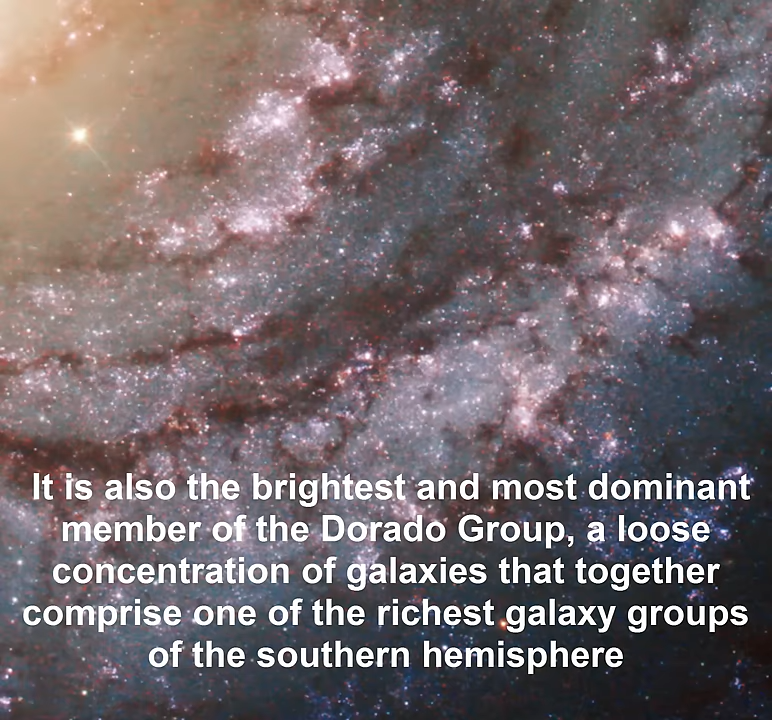 It is also the brightest and most dominant
member of the Dorado Group, a loose
concentration of galaxies that together
comprise one of the richest galaxy groups
of the southern hemisphere